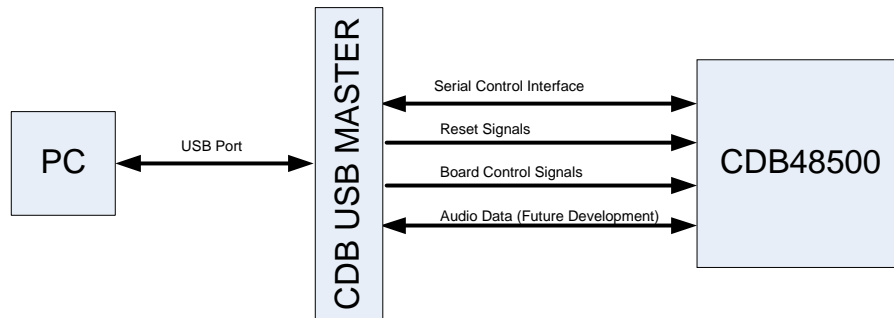 PC
USB Port
CDB USB MASTER
Serial Control Interface
Reset Signals
Board Control Signals
Audio Data (Future Development)
CDB48500